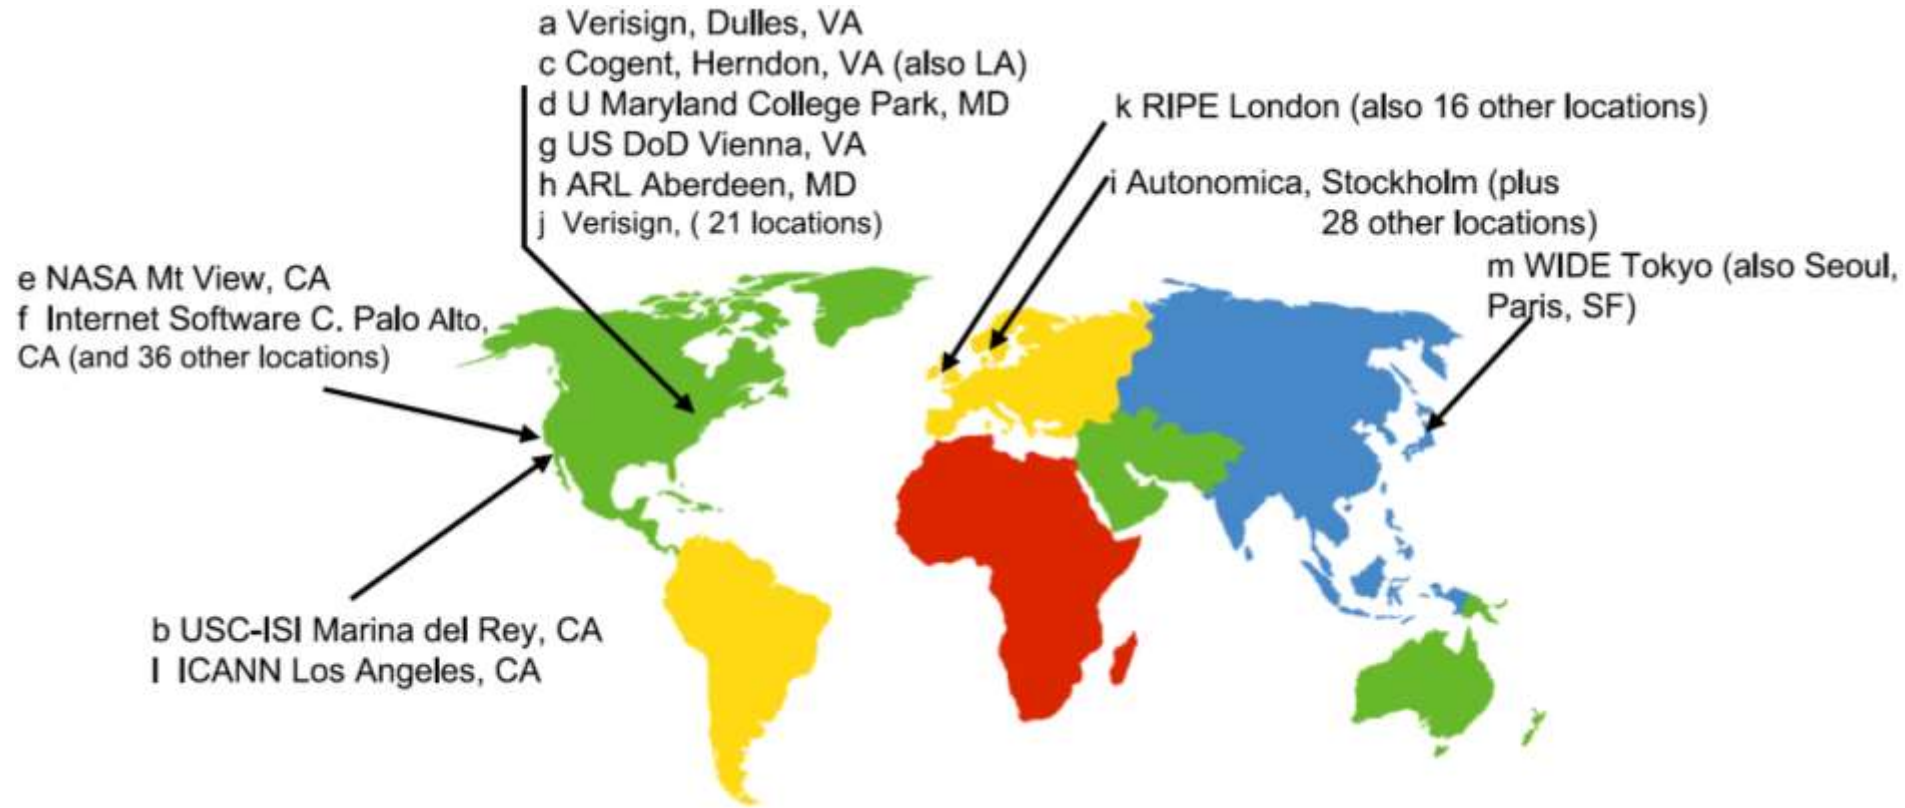 a Verisign, Dulles, VA
c Cogent, Herndon, VA (also LA)
d U Maryland College Park, MD
g US DoD Vienna, VA
h ARL Aberdeen, MD
j Verisign, ( 21 locations)
k RIPE London (also 16 other locations)
i Autonomica, Stockholm (plus
28 other locations)
m WIDE Tokyo (also Seoul,
Paris, SF)
e NASA Mt View, CA
f Internet Software C. Palo Alto,
CA (and 36 other locations)
b USC-ISI Marina del Rey, CA
l ICANN Los Angeles, CA